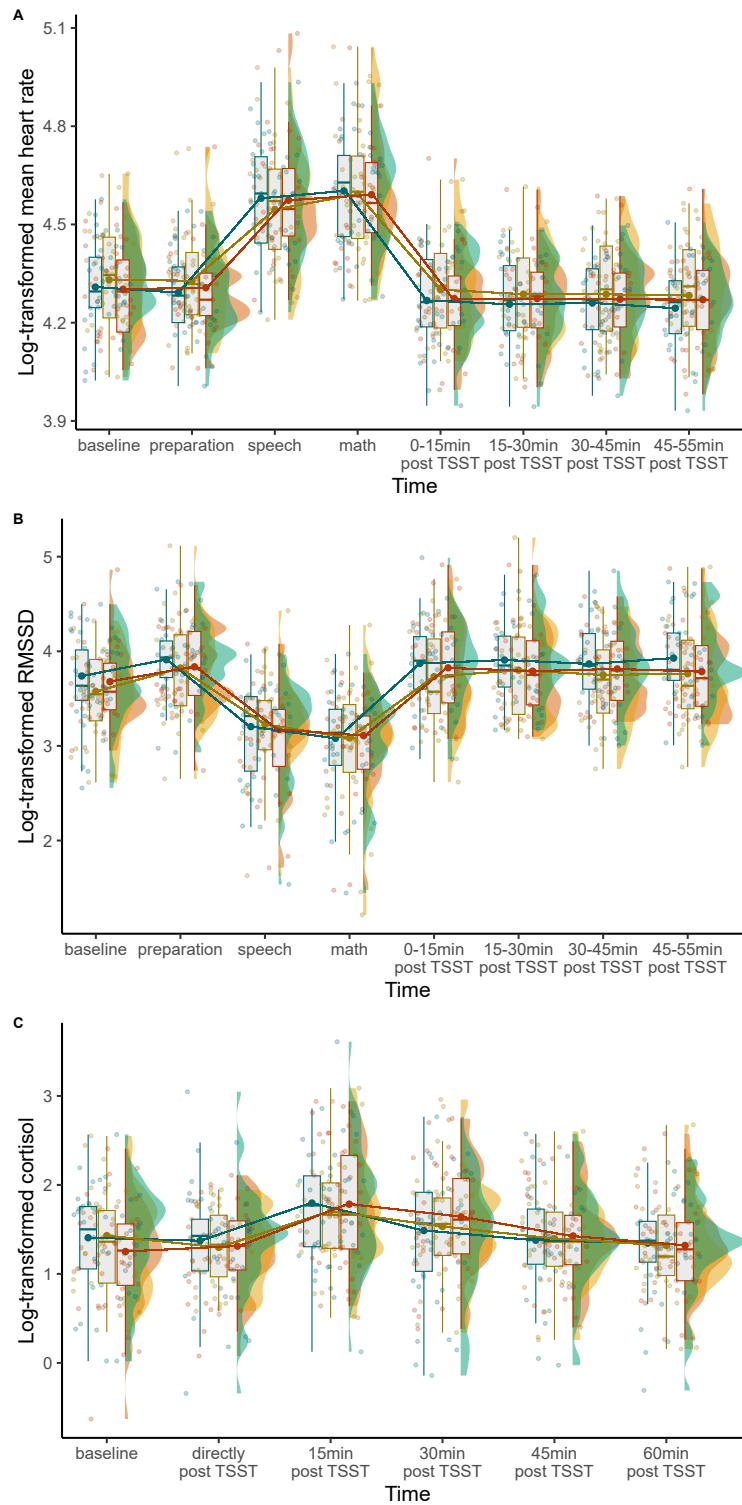 A
Log-transformed mean heart rate
5.1
4.8
4.5
4.2
3.9
baseline preparation speech math 0-15min 15-30min 30-45min 45-55min
post TSST post TSST post TSST post TSST
Time
B
Log-transformed RMSSD
5
4
3
2
baseline preparation speech math 0-15min 15-30min 30-45min 45-55min
post TSST post TSST post TSST post TSST
Time
C
Log-transformed cortisol
3
2
1
0
baseline directly 15min 30min 45min 60min
post TSST post TSST post TSST post TSST post TSST
Time